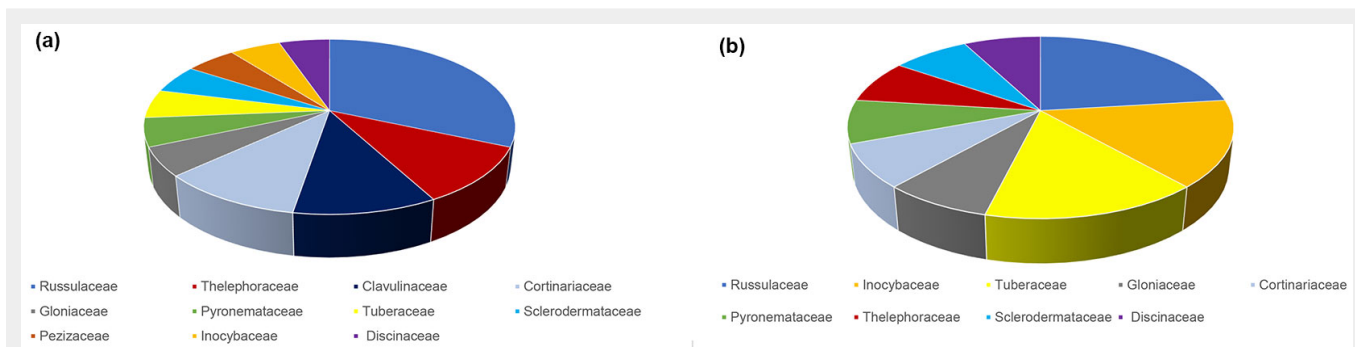 (a)
Russulaceae Thelephoraceae Clavulinaceae Cortinariaceae
Gloniaceae Pyronemataceae Tuberaceae Sclerodermataceae
Pezizaceae Inocybaceae Discinaceae
(b)
Russulaceae Inocybaceae Tuberaceae Gloniaceae Cortinariaceae
Pyronemataceae Thelephoraceae Sclerodermataceae Discinaceae